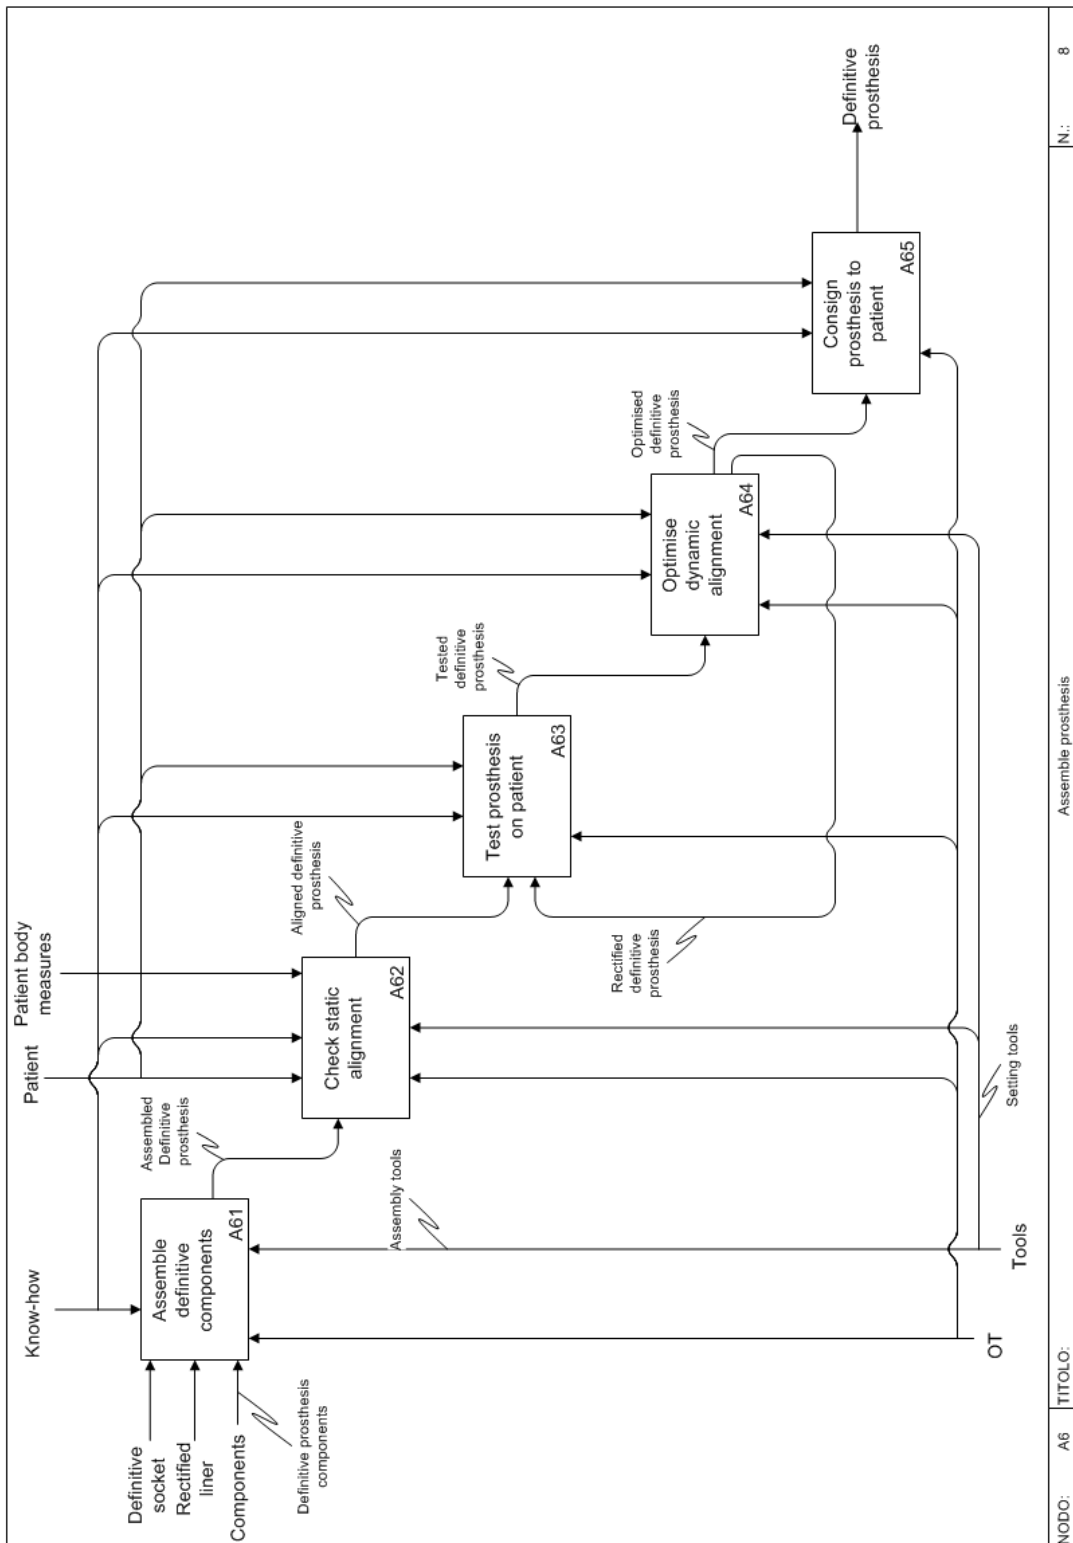 Know-how
Patient
Patient body
measures
Definitive
socket
Rectified
liner
Components
Definitive prosthesis
components
Assemble
definitive
components
A61
Assembled
Definitive
prosthesis
Check static
alignment
A62
Aligned definitive
prosthesis
Test prosthesis
on patient
A63
Tested
definitive
prosthesis
Optimise
dynamic
alignment
A64
Optimised
definitive
prosthesis
Consign
prosthesis to
patient
A65
Definitive
prosthesis
Rectified
definitive
prosthesis
Assembly tools
Setting tools
OT
Tools
NODO: A6 TITOLO: Assemble prosthesis N.: 8